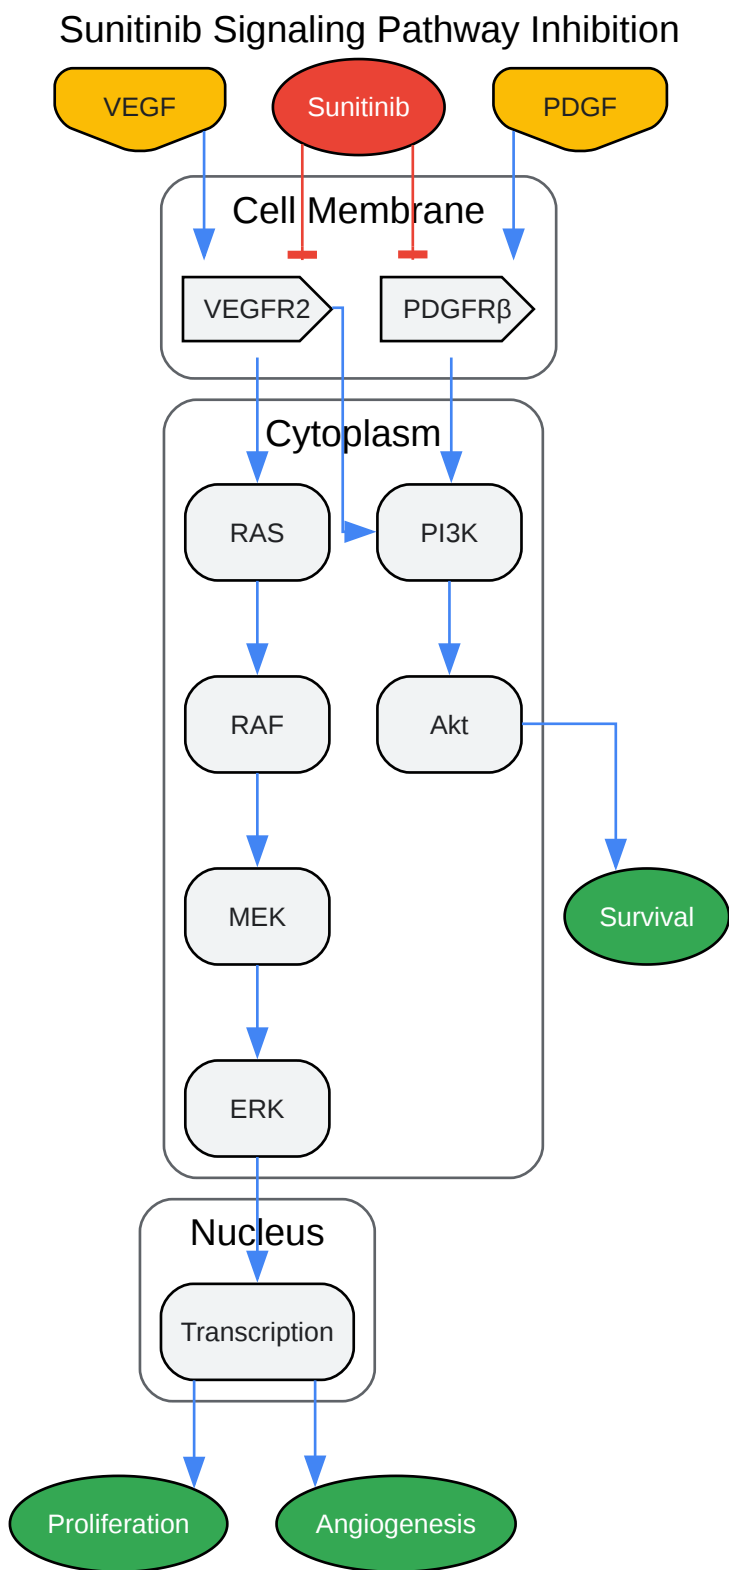 Sunitinib Signaling Pathway Inhibition
VEGF
Sunitinib
PDGF
Cell Membrane
VEGFR2
PDGFRβ
Cytoplasm
RAS
PI3K
RAF
Akt
MEK
Survival
ERK
Nucleus
Transcription
Proliferation
Angiogenesis